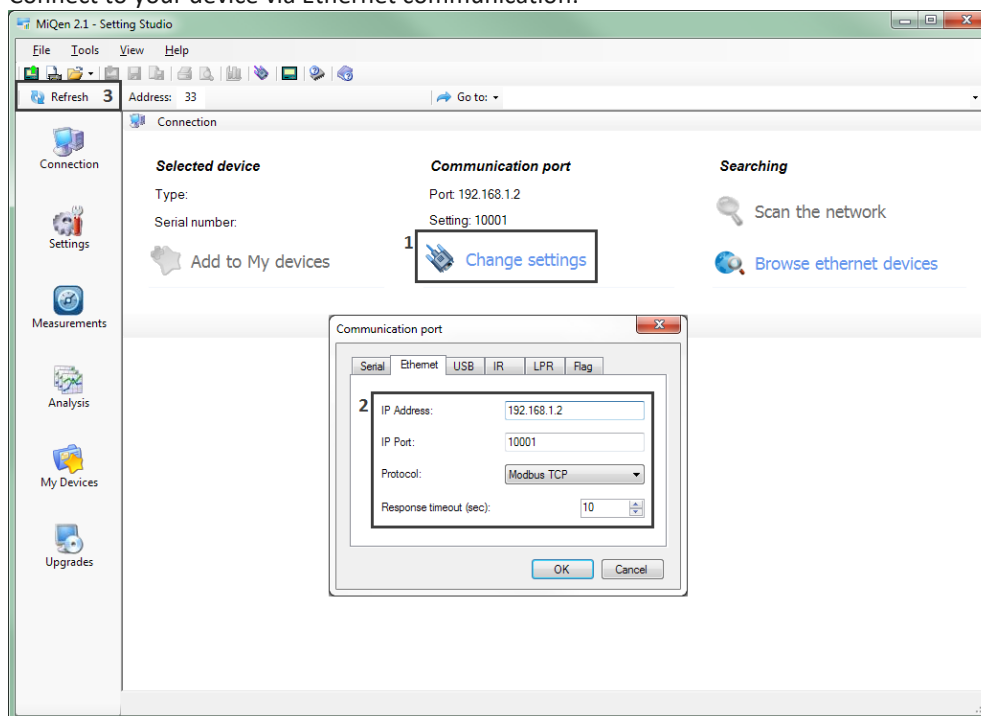 Connect to your device via Ethernet communication.
MiQen 2.1 - Setting Studio
File Tools View Help
Refresh 3 Address: 33 Go to:
Connection
Connection
Settings
Measurements
Analysis
My Devices
Upgrades
Selected device
Type:
Serial number:
Add to My devices
Communication port
Port: 192.168.1.2
Setting: 10001
1
Change settings
Searching
Scan the network
Browse ethernet devices
Communication port
Serial Ethernet USB IR LPR Flag
2
IP Address: 192.168.1.2
IP Port: 10001
Protocol: Modbus TCP
Response timeout (sec): 10
OK Cancel